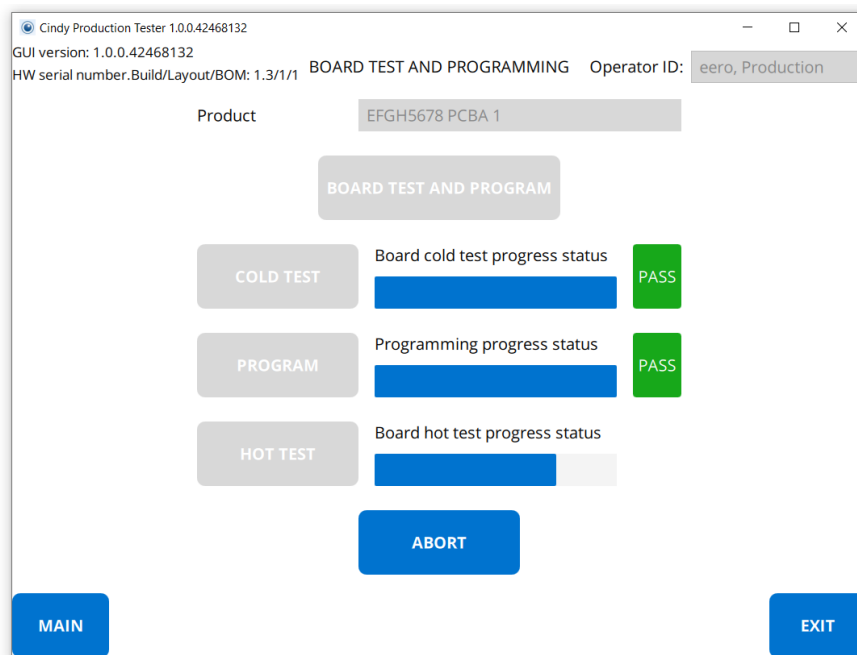 Cindy Production Tester 1.0.0.42468132
GUI version: 1.0.0.42468132
HW serial number.Build/Layout/BOM: 1.3/1/1
BOARD TEST AND PROGRAMMING
Operator ID:
eero, Production
Product
EFGH5678 PCBA 1
BOARD TEST AND PROGRAM
COLD TEST
Board cold test progress status
PASS
PROGRAM
Programming progress status
PASS
HOT TEST
Board hot test progress status
ABORT
MAIN
EXIT